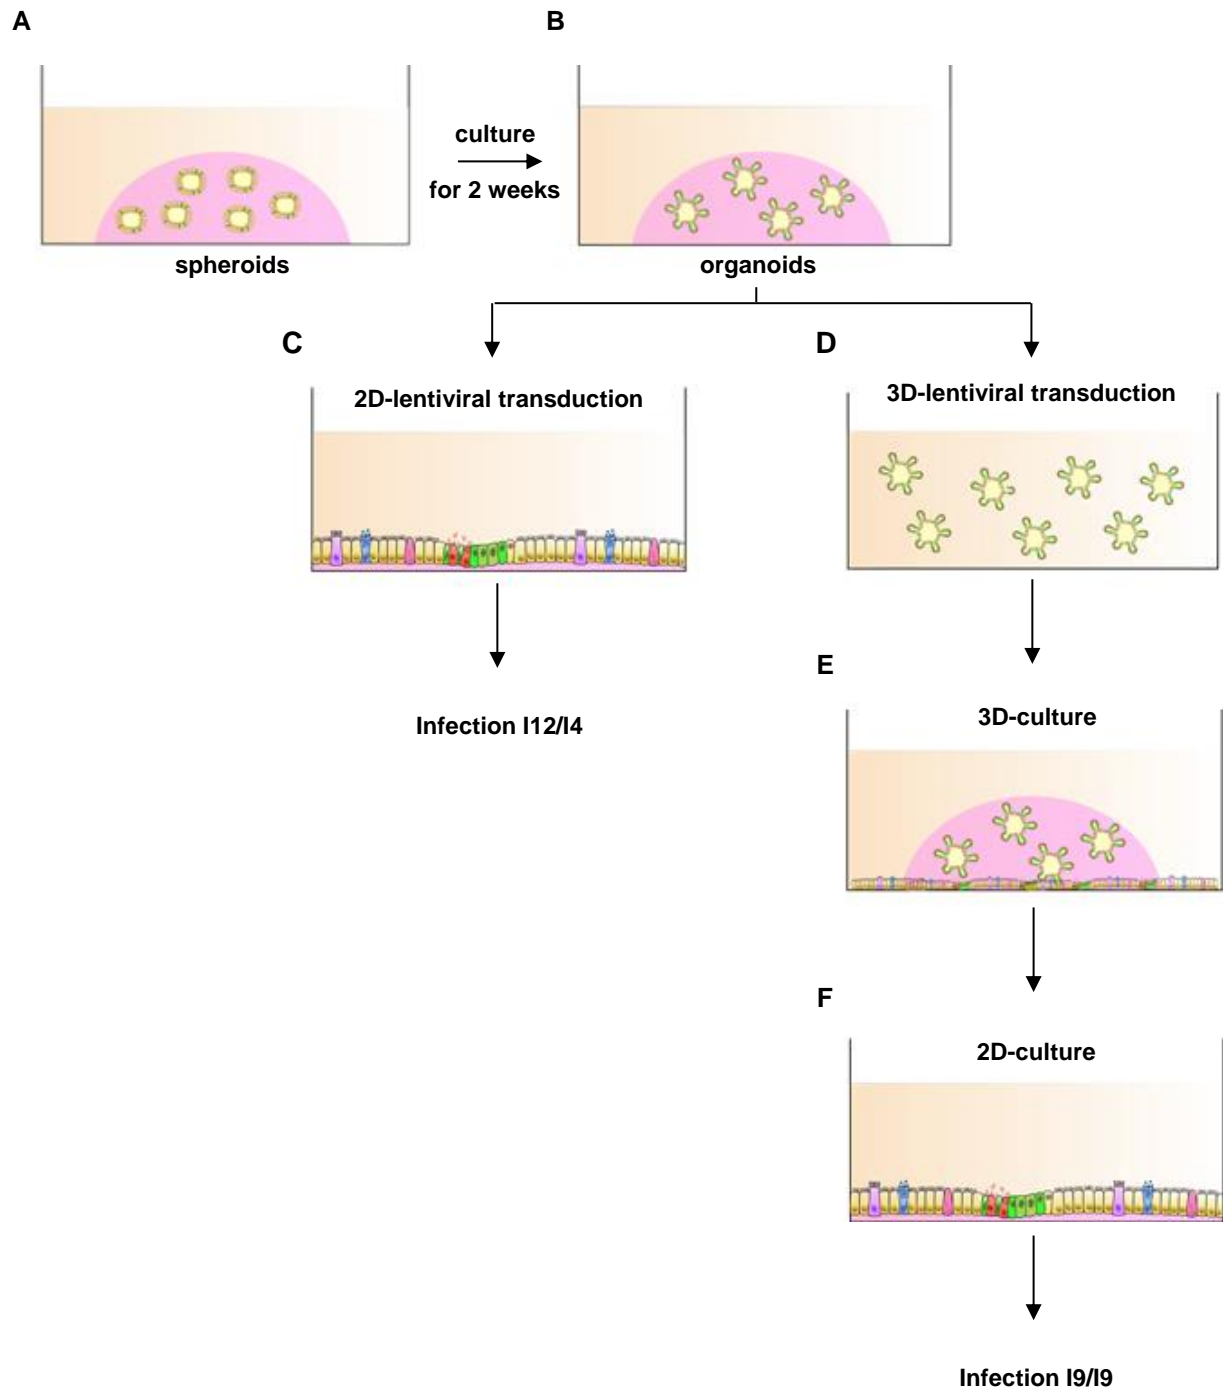 A
B
culture
for 2 weeks
spheroids
organoids
C
D
2D-lentiviral transduction
3D-lentiviral transduction
E
3D-culture
Infection I12/I4
F
2D-culture
Infection I9/I9